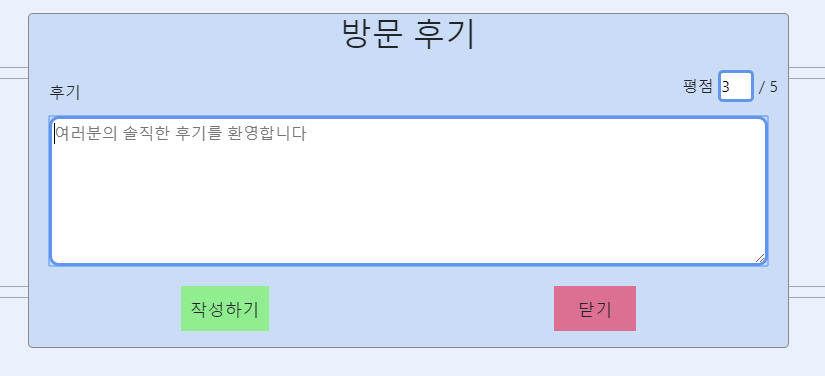 방문 후기
평점 3 / 5
후기
여러분의 솔직한 후기를 환영합니다
작성하기 닫기